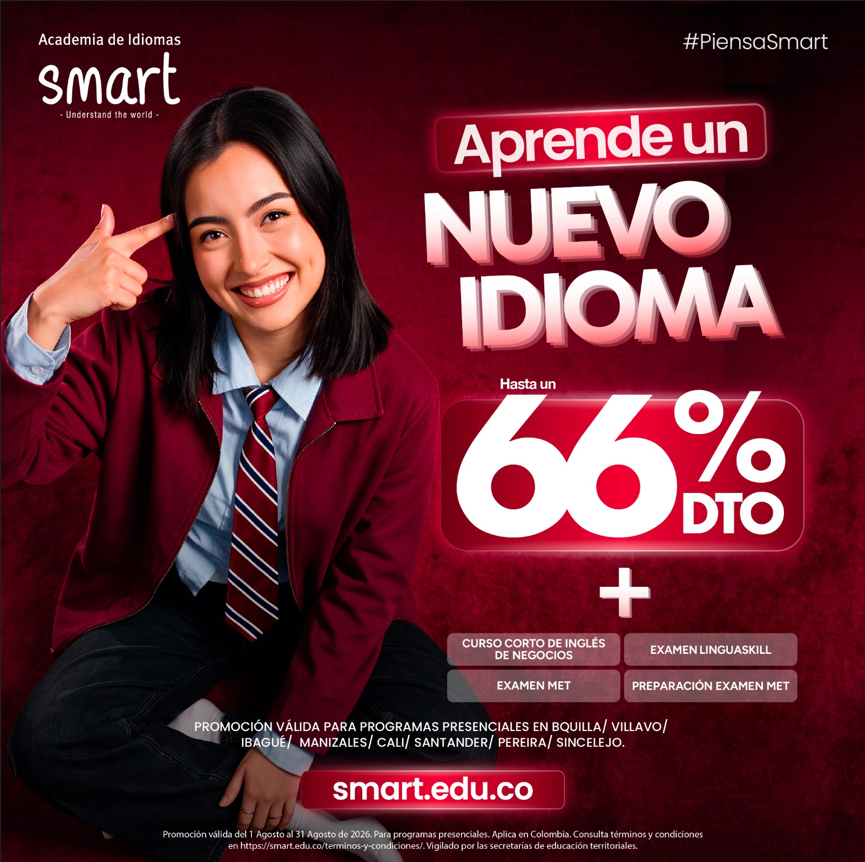 Academia de Idiomas
smart
- Understand the world -
#PiensaSmart
Aprende un
NUEVO
IDIOMA
Hasta un
66%
DTO
+
CURSO CORTO DE INGLÉS
DE NEGOCIOS
EXAMEN LINGUASKILL
EXAMEN MET
PREPARACIÓN EXAMEN MET
PROMOCIÓN VÁLIDA PARA PROGRAMAS PRESENCIALES EN BQUILLA/ VILLAVO/
IBAGUÉ/ MANIZALES/ CALI/ SANTANDER/ PEREIRA/ SINCELEJO.
smart.edu.co
Promoción válida del 1 Agosto al 31 Agosto de 2026. Para programas presenciales. Aplica en Colombia. Consulta términos y condiciones
en https://smart.edu.co/terminos-y-condiciones/. Vigilado por las secretarías de educación territoriales.